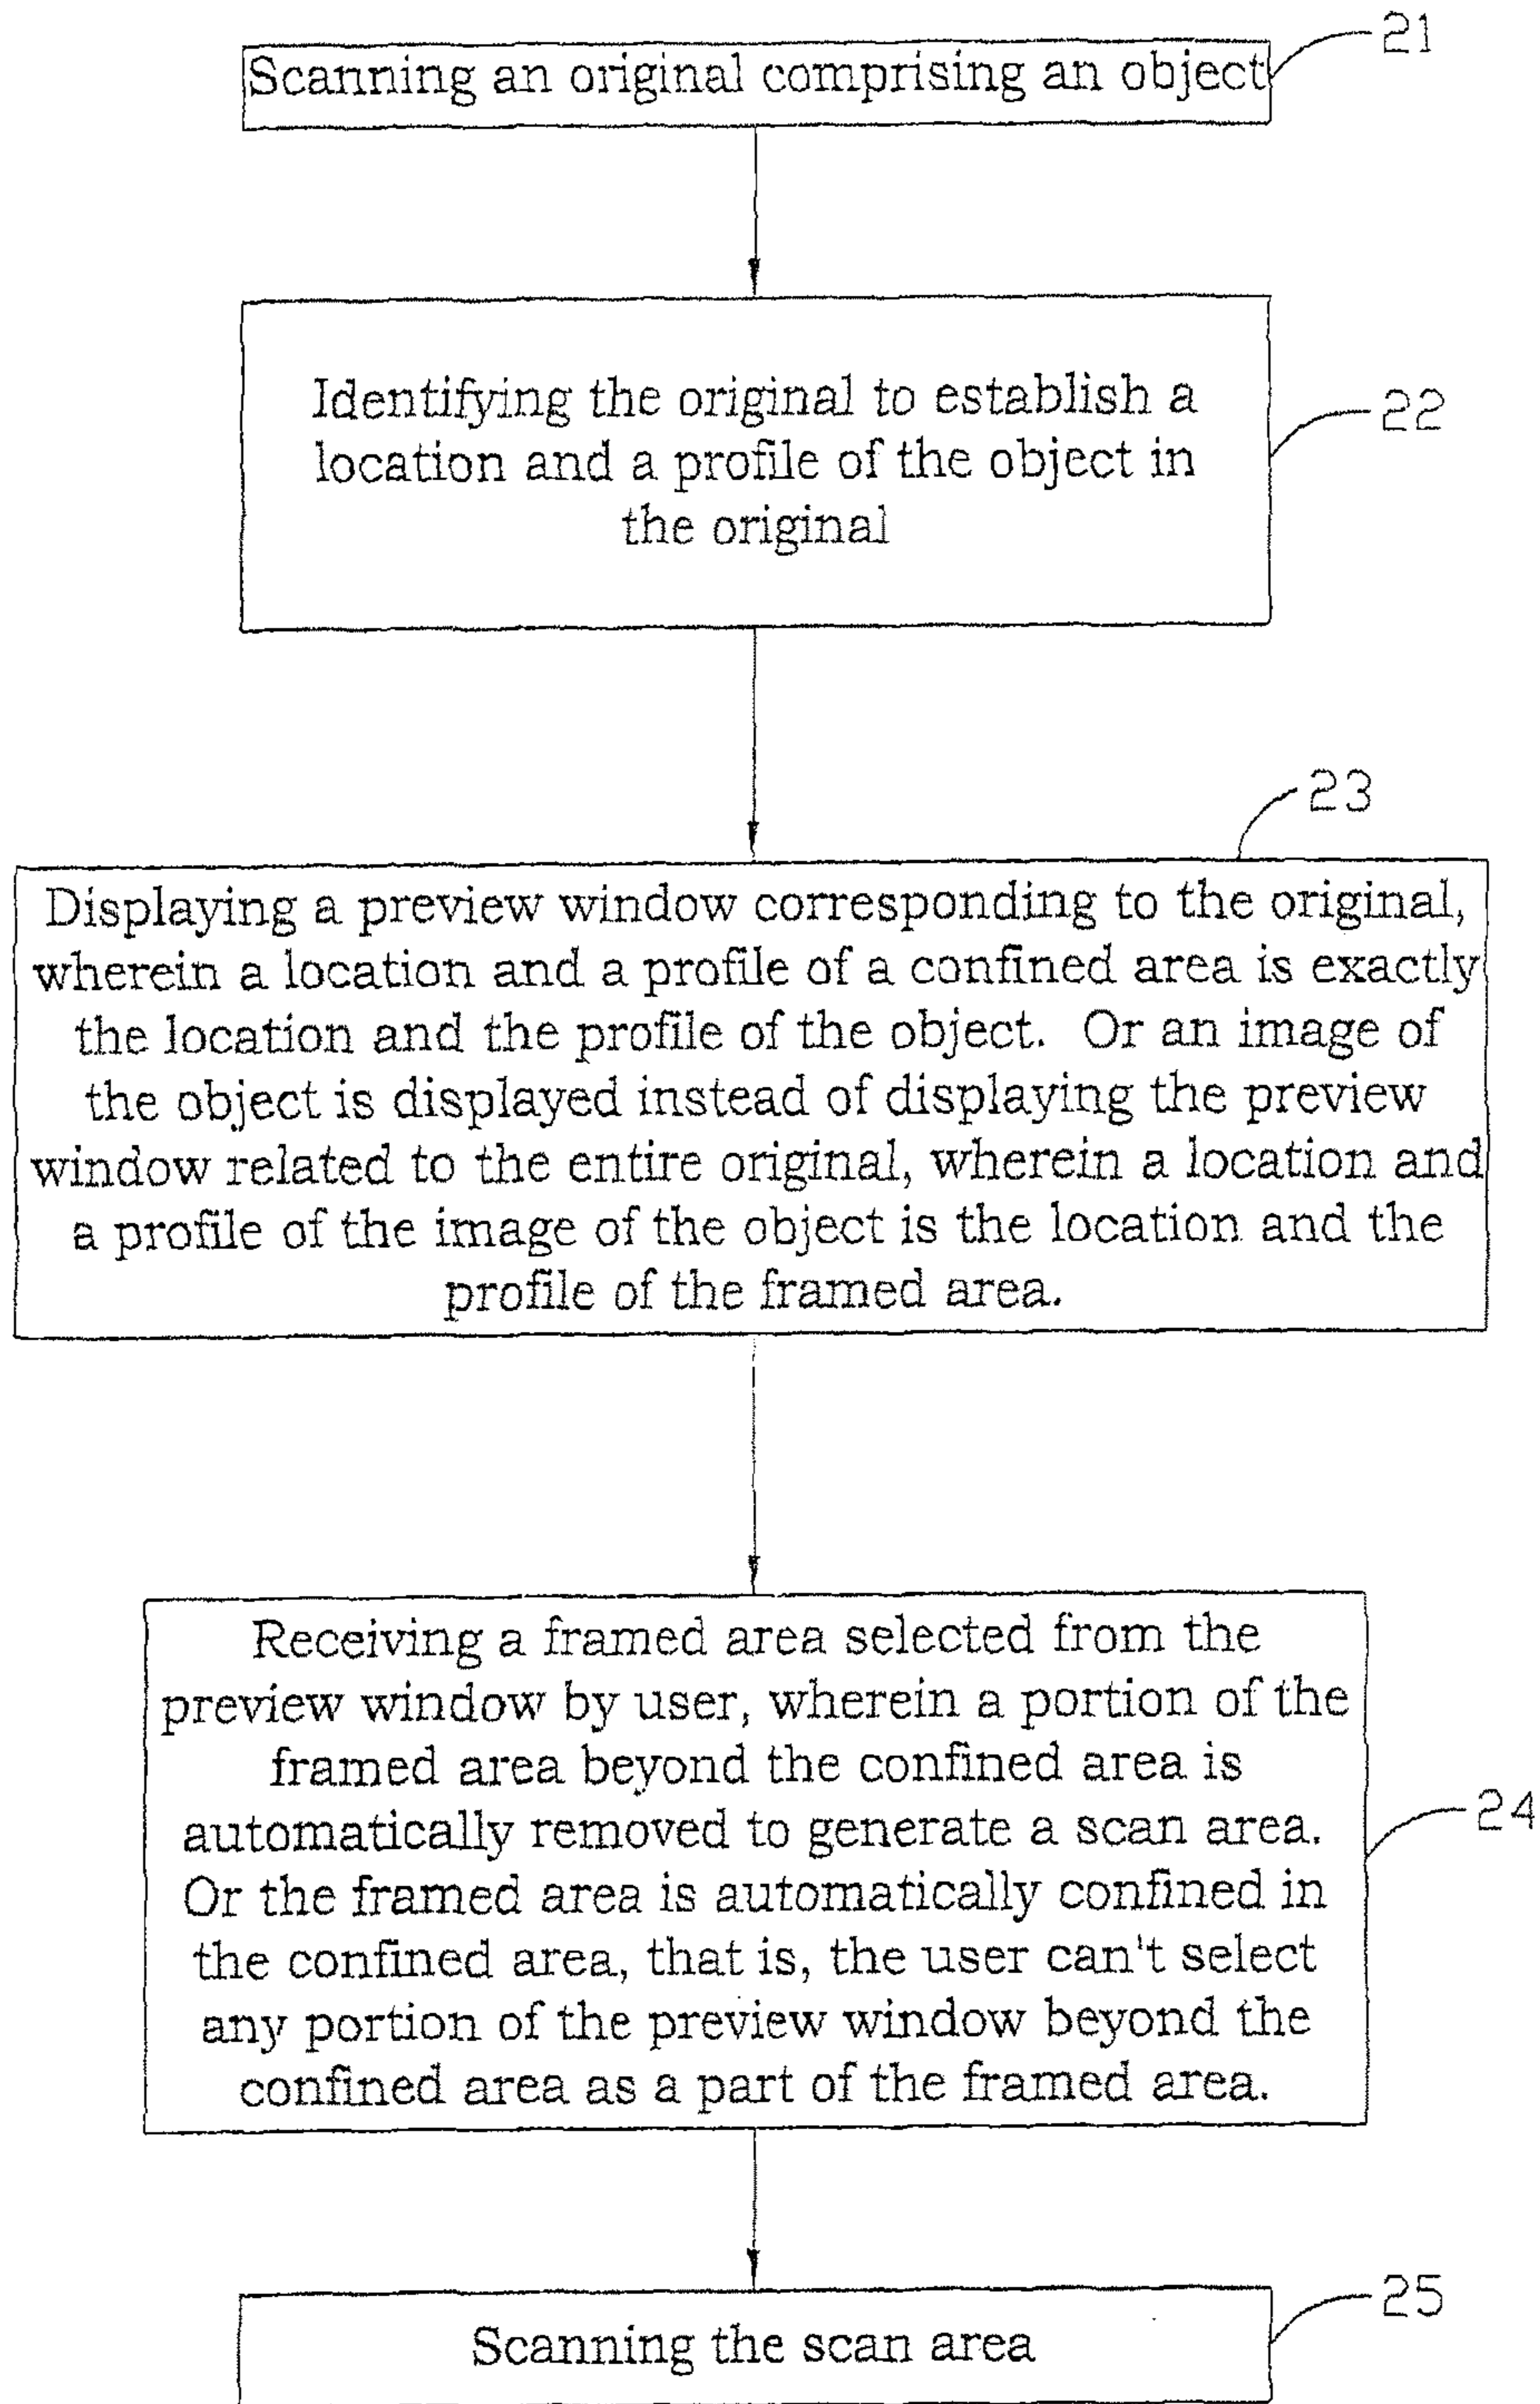 21
Scanning an original comprising an object
22
Identifying the original to establish a
location and a profile of the object in
the original
23
Displaying a preview window corresponding to the original,
wherein a location and a profile of a confined area is exactly
the location and the profile of the object. Or an image of
the object is displayed instead of displaying the preview
window related to the entire original, wherein a location and
a profile of the image of the object is the location and the
profile of the framed area.
Receiving a framed area selected from the
preview window by user, wherein a portion of the
framed area beyond the confined area is
automatically removed to generate a scan area.
24
Or the framed area is automatically confined in
the confined area, that is, the user can't select
any portion of the preview window beyond the
confined area as a part of the framed area.
25
Scanning the scan area